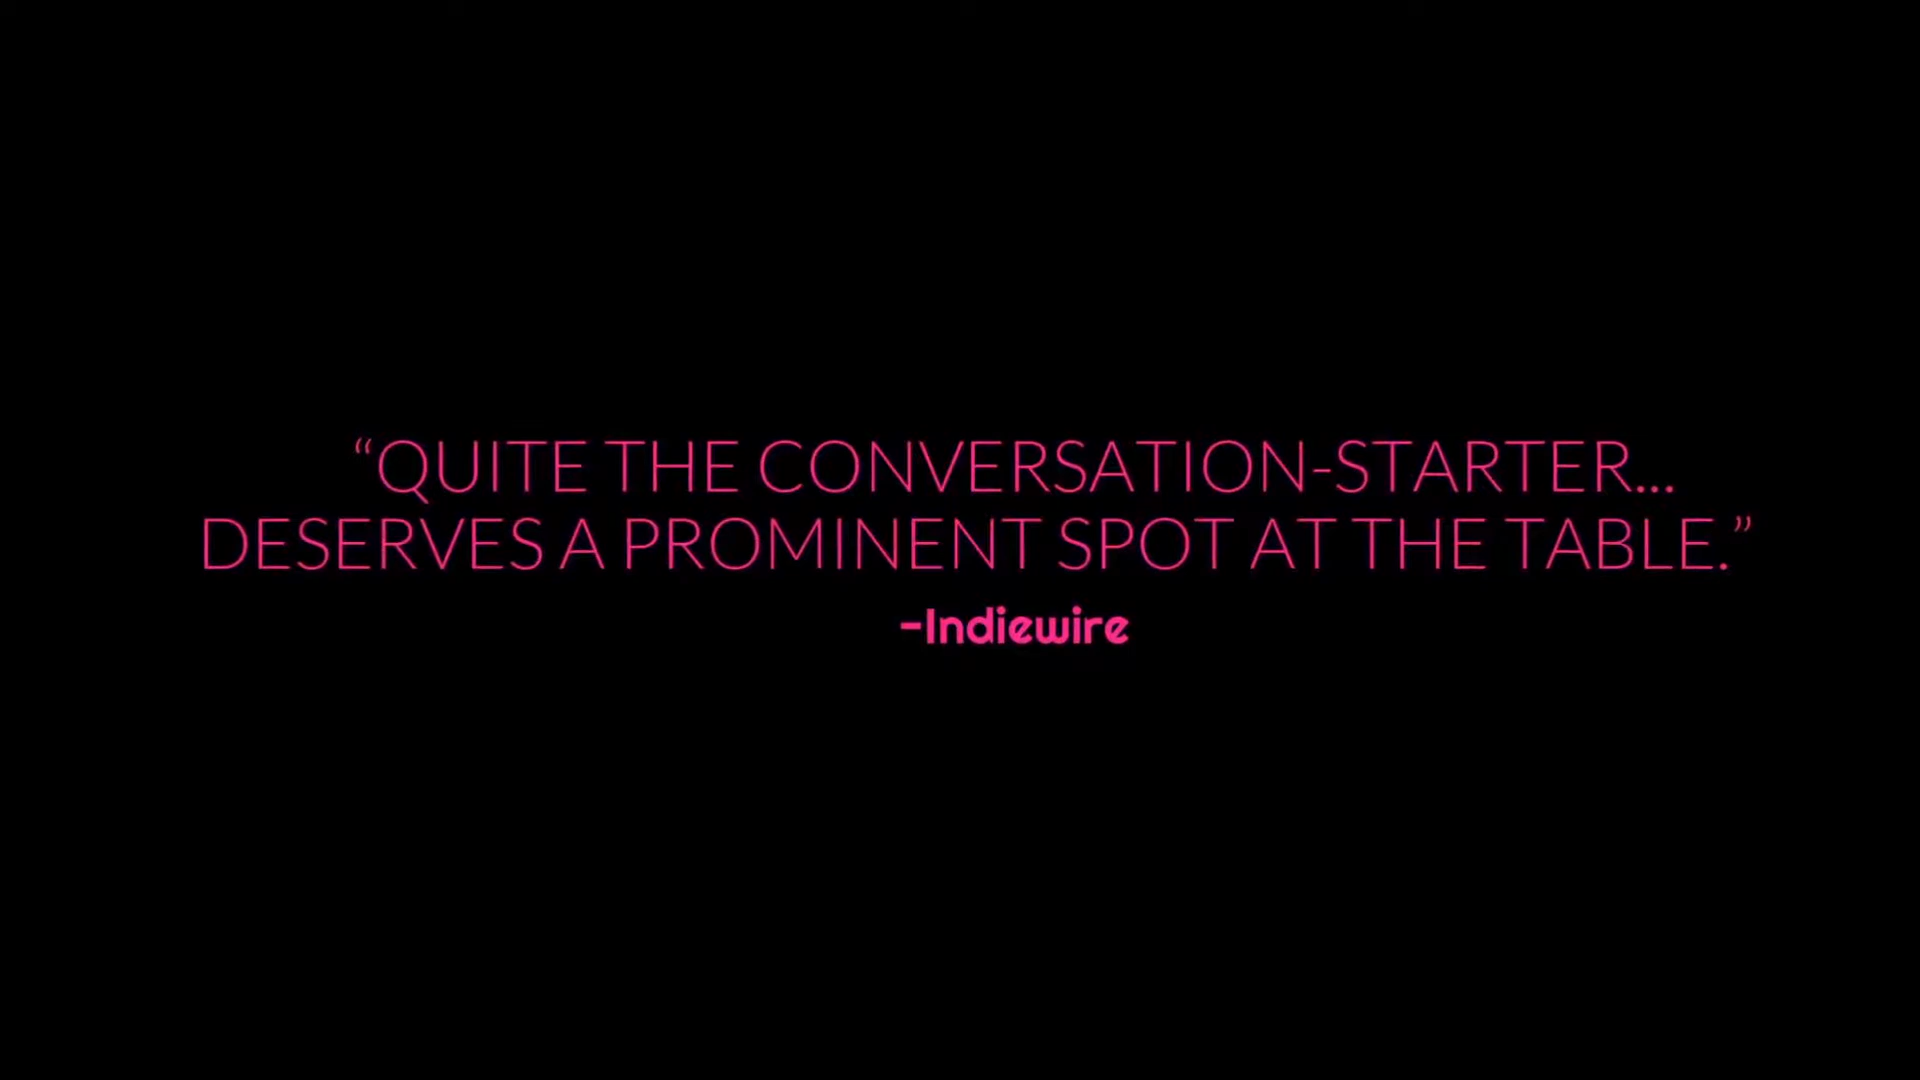 “QUITE THE CONVERSATION-STARTER...
DESERVES A PROMINENT SPOT AT THE TABLE.”
-Indiewire